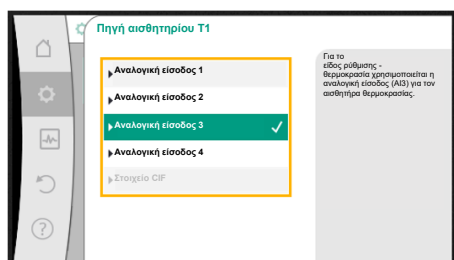 Πηγή αισθητηρίου T1
Αναλογική είσοδος 1
Αναλογική είσοδος 2
Αναλογική είσοδος 3
Αναλογική είσοδος 4
Στοιχείο CIF
Για το
είδος ρύθμισης -
θερμοκρασία χρησιμοποιείται η
αναλογική είσοδος (AI3) για τον
αισθητήρα θερμοκρασίας.